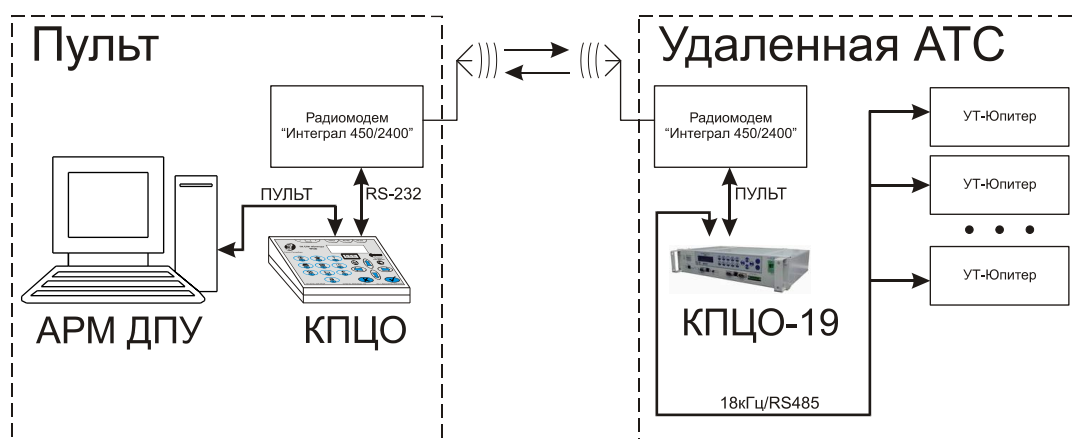 Пульт
Удаленная АТС
Радиомодем
"Интеграл 450/2400"
Радиомодем
"Интеграл 450/2400"
УТ-Юпитер
УТ-Юпитер
УТ-Юпитер
ПУЛЬТ
RS-232
ПУЛЬТ
АРМ ДПУ
КПЦО
КПЦО-19
18кГц/RS485